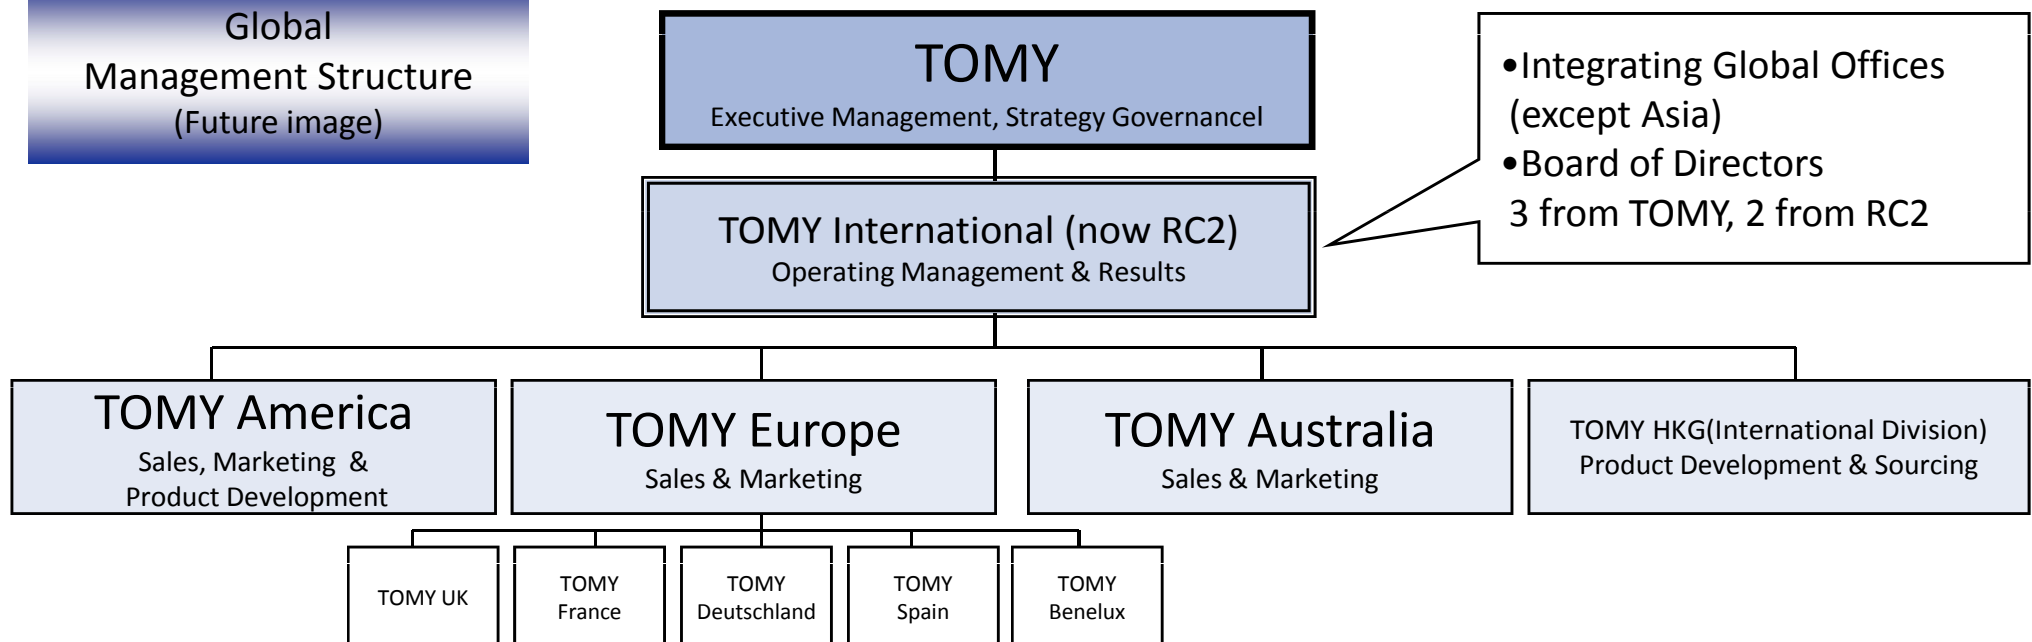 Global
Management Structure
(Future image)
TOMY
Executive Management, Strategy Governancel
•Integrating Global Offices
(except Asia)
•Board of Directors
3 from TOMY, 2 from RC2
TOMY International (now RC2)
Operating Management & Results
TOMY America
Sales, Marketing &
Product Development
TOMY Europe
Sales & Marketing
TOMY Australia
Sales & Marketing
TOMY HKG(International Division)
Product Development & Sourcing
TOMY UK
TOMY
France
TOMY
Deutschland
TOMY
Spain
TOMY
Benelux